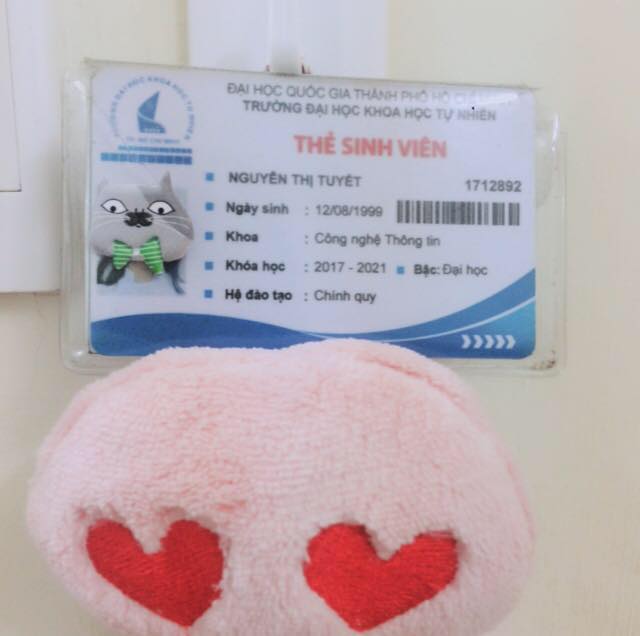 ĐẠI HỌC QUỐC GIA THÀNH PHỐ HỒ
TRƯỜNG ĐẠI HỌC KHOA HỌC TỰ NHIÊN
THẺ SINH VIÊN
NGUYỄN THỊ TUYẾT 1712892
Ngày sinh : 12/08/1999
Khoa : Công nghệ Thông tin
Khóa học : 2017 - 2021 Bậc: Đại học
Hệ đào tạo : Chính quy